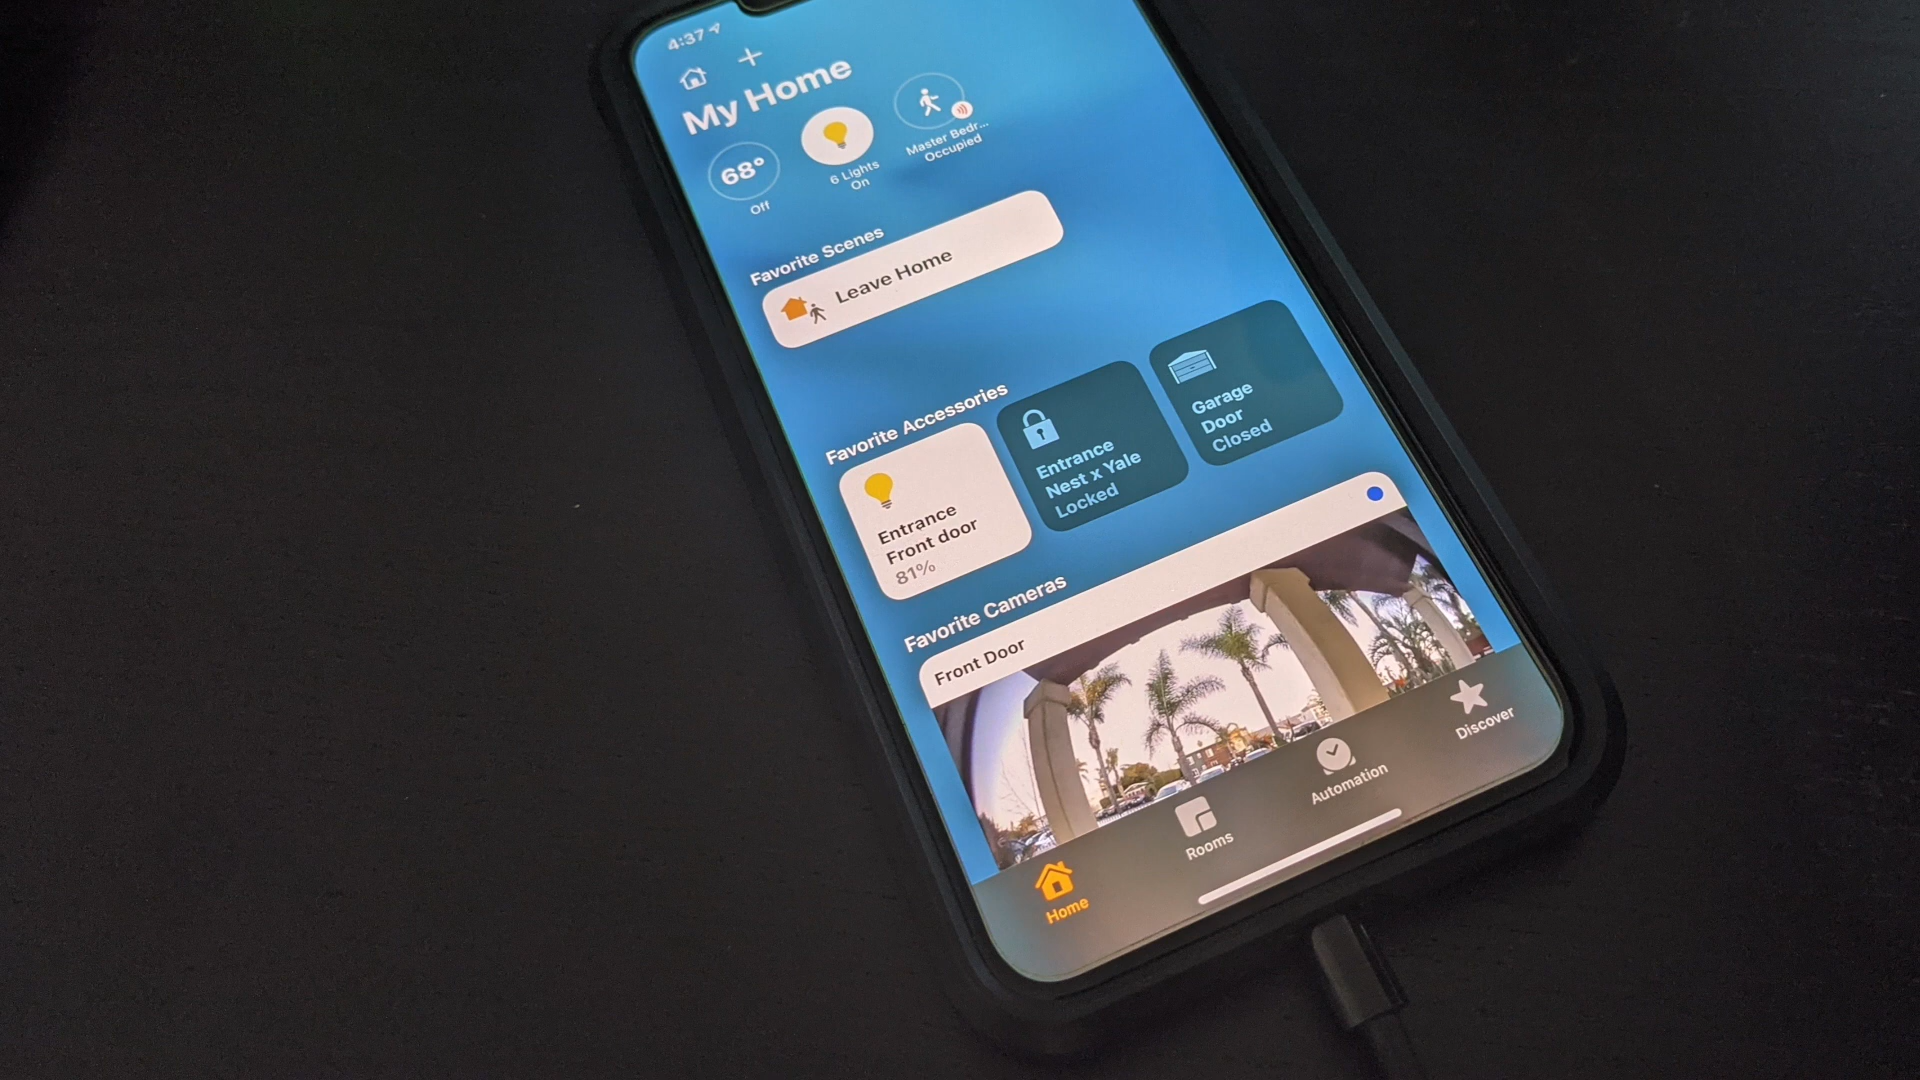 4:37
My Home
68°
Off
6 Lights
On
Master Bedr...
Occupied
Favorite Scenes
Leave Home
Favorite Accessories
Entrance
Front door
81%
Entrance
Nest x Yale
Locked
Garage
Door
Closed
Favorite Cameras
Front Door
Home
Rooms
Automation
Discover